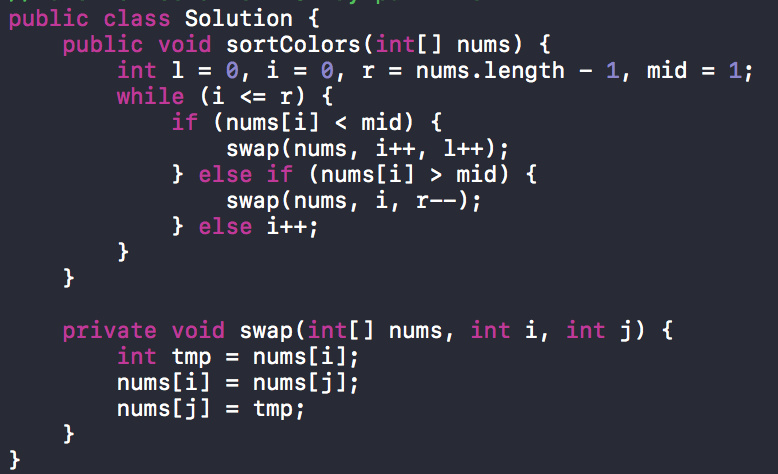 public class Solution {
    public void sortColors(int[] nums) {
        int l = 0, i = 0, r = nums.length - 1, mid = 1;
        while (i <= r) {
            if (nums[i] < mid) {
                swap(nums, i++, l++);
            } else if (nums[i] > mid) {
                swap(nums, i, r--);
            } else i++;
        }
    }

    private void swap(int[] nums, int i, int j) {
        int tmp = nums[i];
        nums[i] = nums[j];
        nums[j] = tmp;
    }
}